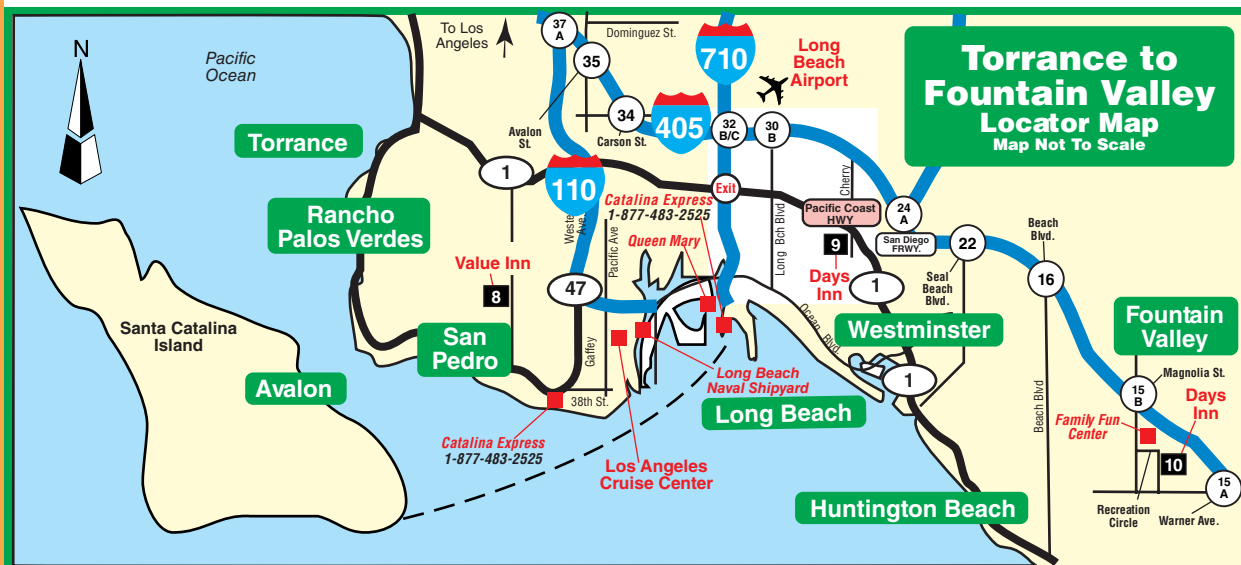 Torrance to
Fountain Valley
Locator Map
Map Not To Scale
N
Pacific
Ocean
To Los
Angeles
37
A
Dominguez St.
35
710
Long
Beach
Airport
34
405
32
B/C
30
B
Avalon
St.
Carson St.
Torrance
1
110
Exit
Cherry
Catalina Express
1-877-483-2525
Pacific Coast
HWY
24
A
Rancho
Palos Verdes
Weste
Ave.
Pacific Ave
Queen Mary
Long Bch Blvd
9
Days
Inn
San Diego
FRWY.
22
Beach
Blvd.
Value Inn
8
47
1
Seal
Beach
Blvd.
16
Santa Catalina
Island
San
Pedro
Gaffey
Ocean Blvd.
Westminster
Fountain
Valley
Avalon
Long Beach
Naval Shipyard
1
Magnolia St.
38th St.
Long Beach
Beach Blvd
15
B
Days
Inn
Family Fun
Center
Catalina Express
1-877-483-2525
Los Angeles
Cruise Center
10
15
A
Huntington Beach
Recreation
Circle
Warner Ave.